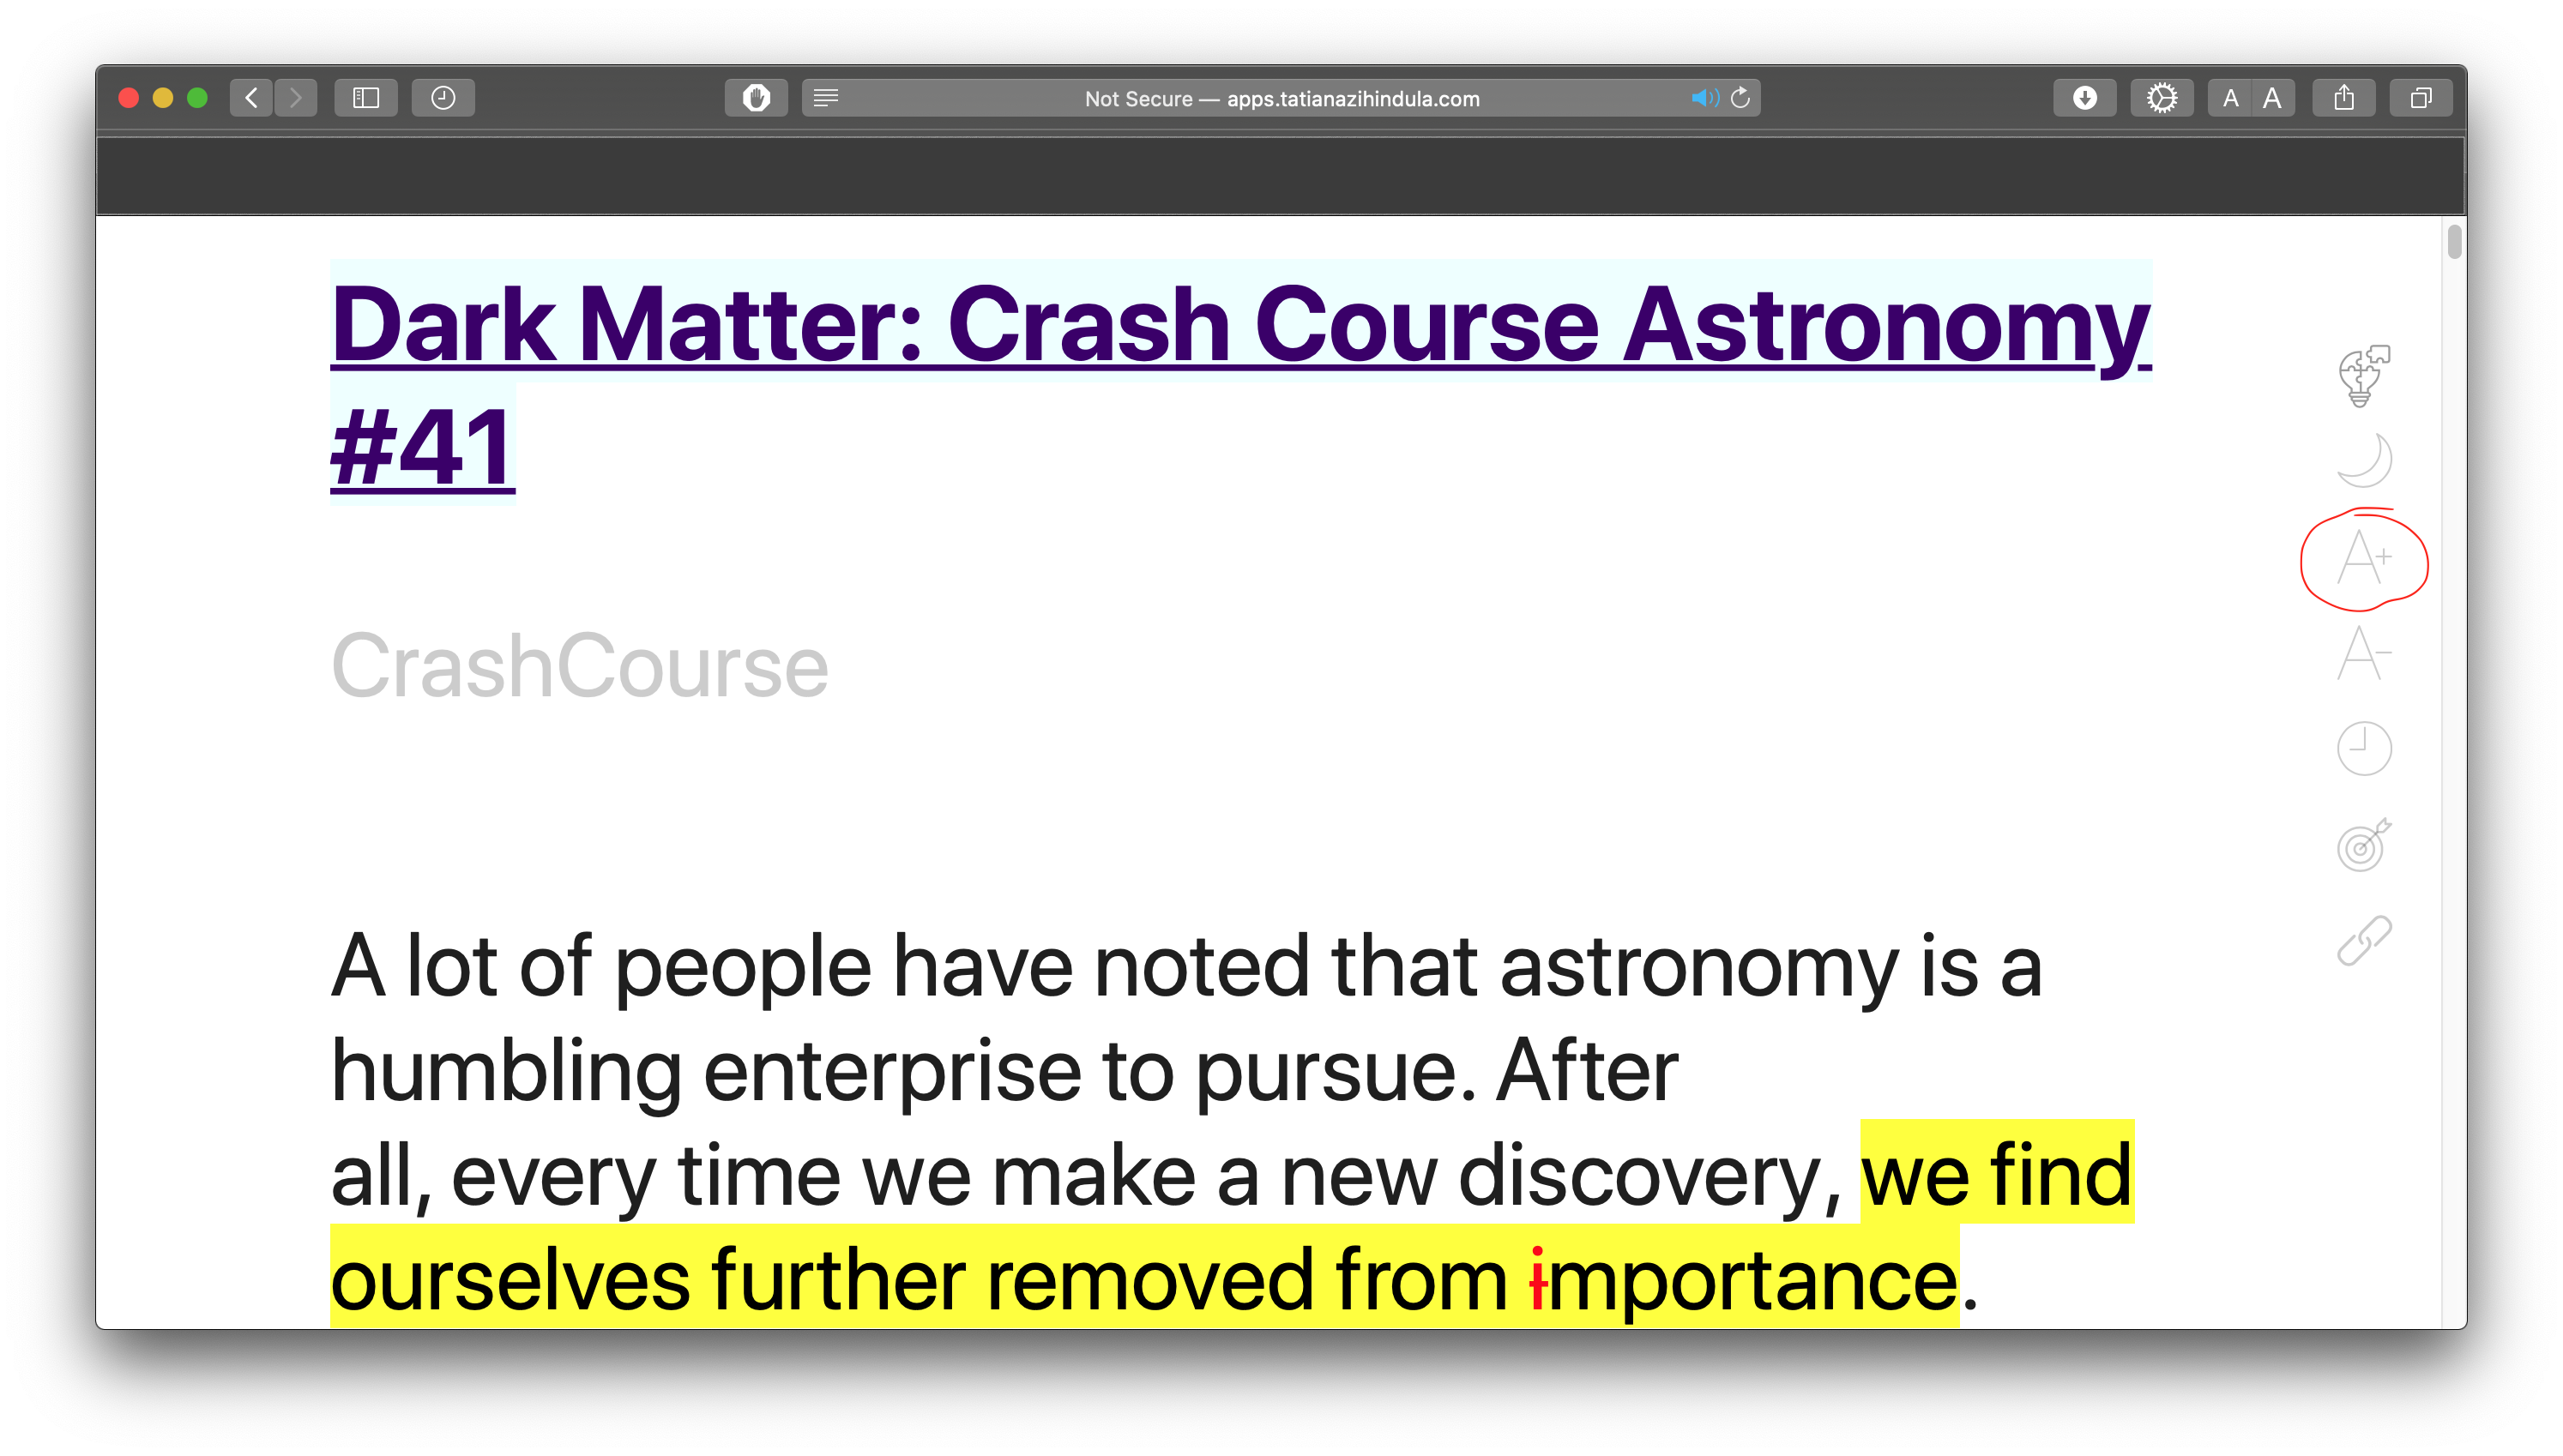 Not Secure — apps.tatianazihindula.com
A A
Dark Matter: Crash Course Astronomy
#41
A+
CrashCourse
A-
A lot of people have noted that astronomy is a
humbling enterprise to pursue. After
all, every time we make a new discovery, we find
ourselves further removed from importance.